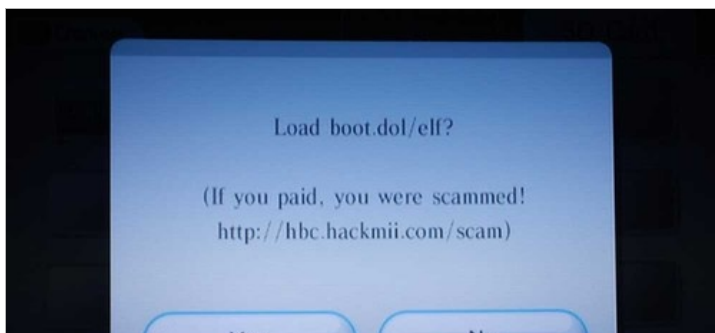 Load boot.dol/elf?
(If you paid, you were scammed!
http://hbc.hackmii.com/scam)